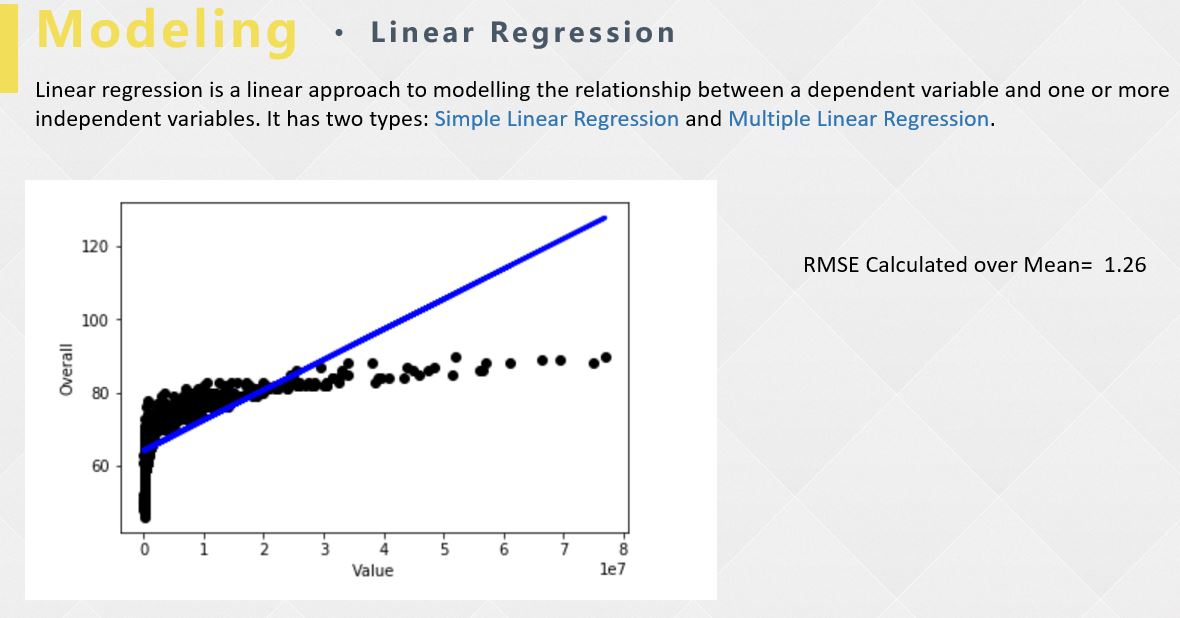 Modeling • Linear Regression
Linear regression is a linear approach to modelling the relationship between a dependent variable and one or more
independent variables. It has two types: Simple Linear Regression and Multiple Linear Regression.
RMSE Calculated over Mean= 1.26
120
100
80
60
Overall
0 1 2 3 4 5 6 7 8
1e7
Value